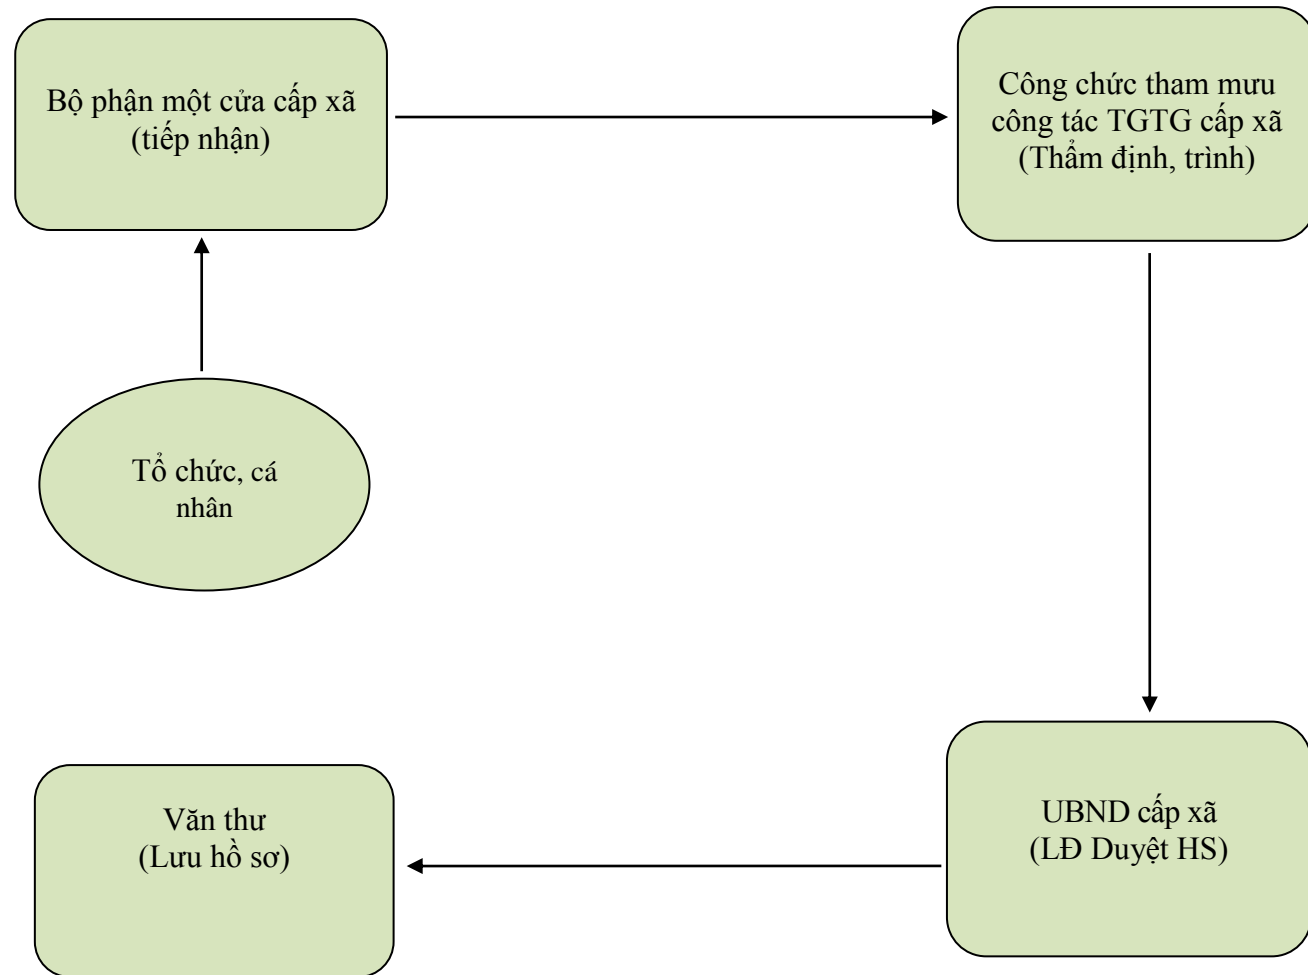 Bộ phận một cửa cấp xã
(tiếp nhận)
Công chức tham mưu
công tác TGTG cấp xã
(Thẩm định, trình)
Tổ chức, cá
nhân
Văn thư
(Lưu hồ sơ)
UBND cấp xã
(LĐ Duyệt HS)